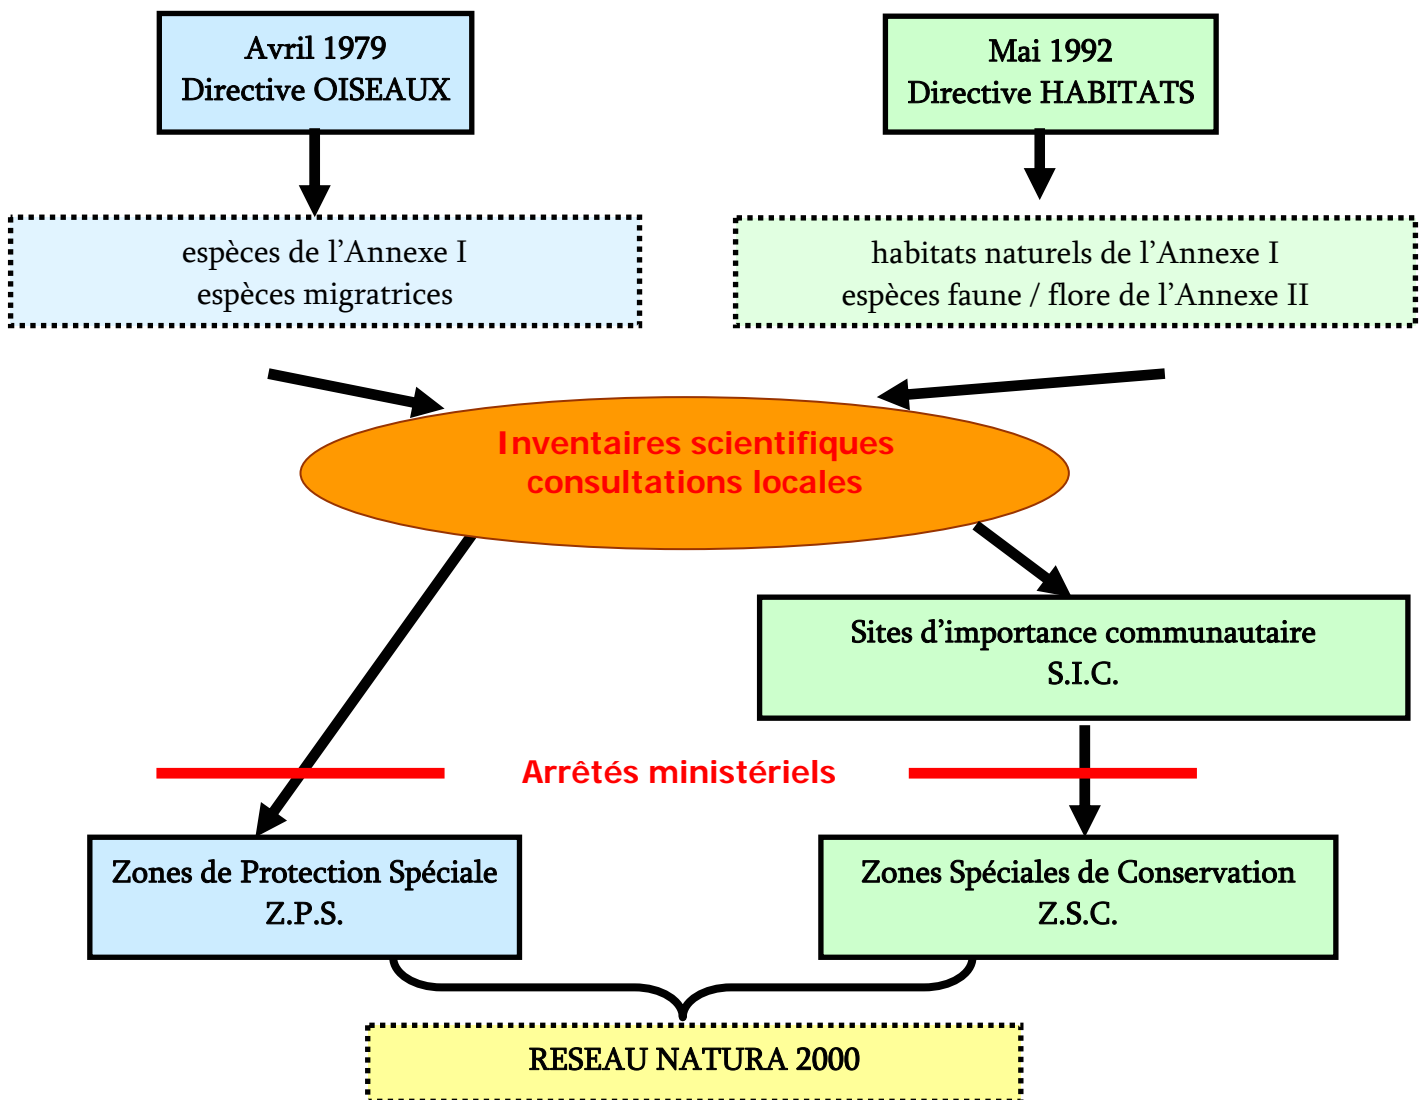 Avril 1979
Directive OISEAUX
Mai 1992
Directive HABITATS
espèces de l’Annexe I
espèces migratrices
habitats naturels de l’Annexe I
espèces faune / flore de l’Annexe II
Inventaires scientifiques
consultations locales
Sites d’importance communautaire
S.I.C.
Arrêtés ministériels
Zones de Protection Spéciale
Z.P.S.
Zones Spéciales de Conservation
Z.S.C.
RESEAU NATURA 2000